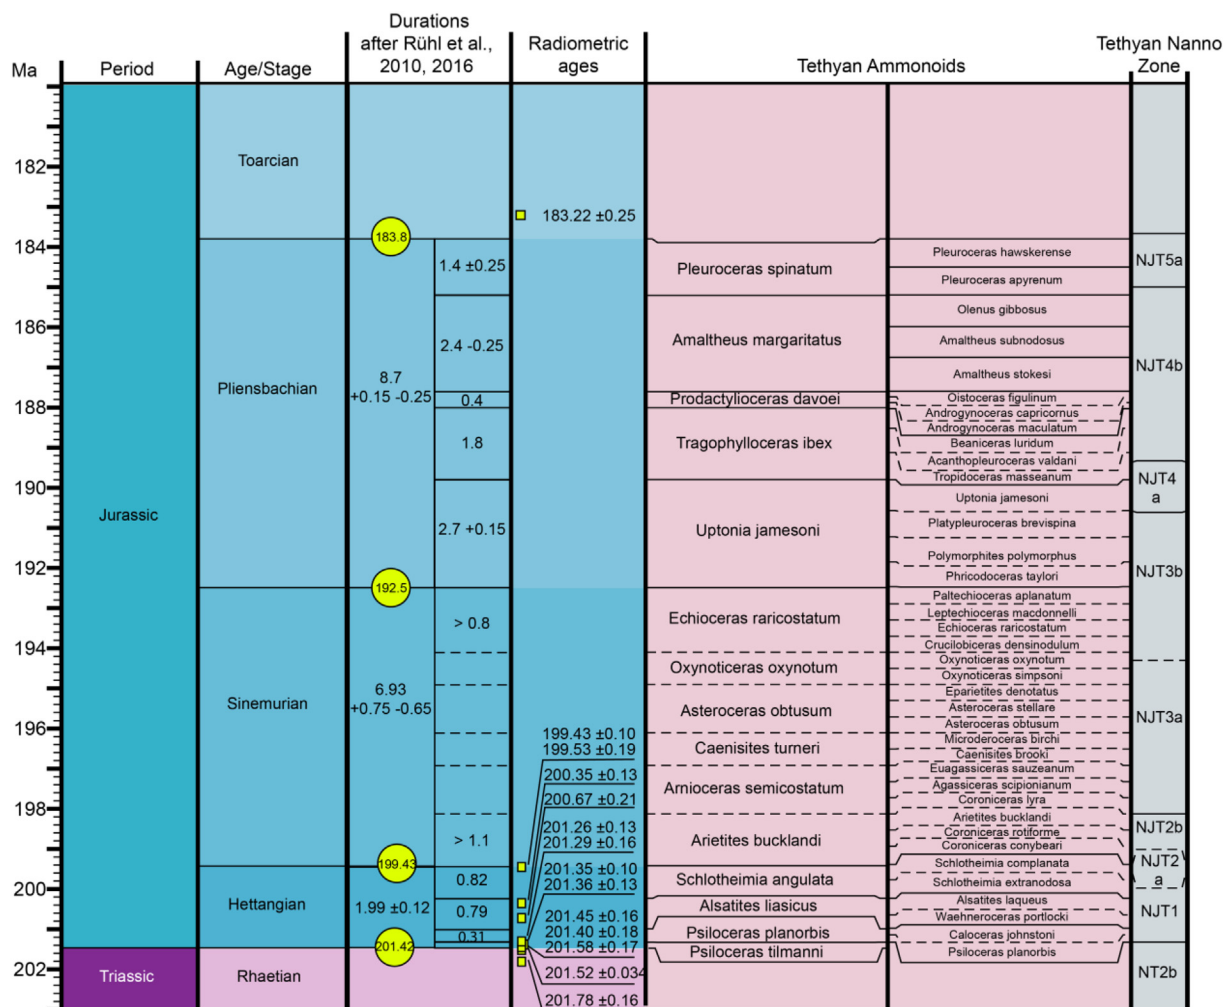 Durations
after Rühl et al.,
2010, 2016
Radiometric
ages
Tethyan Nanno
Zone
Ma
Period
Age/Stage
Tethyan Ammonoids
182
184
186
188
190
192
194
196
198
200
202
Jurassic
Triassic
Toarcian
Pliensbachian
Sinemurian
Hettangian
Rhaetian
183.8
8.7
+0.15 -0.25
192.5
6.93
+0.75 -0.65
199.43
1.99 ±0.12
201.42
1.4 ±0.25
2.4 -0.25
0.4
1.8
2.7 +0.15
> 0.8
> 1.1
0.82
0.79
0.31
183.22 ±0.25
199.43 ±0.10
199.53 ±0.19
200.35 ±0.13
200.67 ±0.21
201.26 ±0.13
201.29 ±0.16
201.35 ±0.10
201.36 ±0.13
201.45 ±0.16
201.40 ±0.18
201.58 ±0.17
201.52 ±0.034
201.78 ±0.16
Pleuroceras spinatum
Amaltheus margaritatus
Prodactylioceras davoei
Tragophylloceras ibex
Uptonia jamesoni
Echioceras raricostatum
Oxynoticeras oxynotum
Asteroceras obtusum
Caenisites turneri
Arnioceras semicostatum
Arietites bucklandi
Schlotheimia angulata
Alsatites liasicus
Psiloceras planorbis
Psiloceras tilmanni
Pleuroceras hawskerense
Pleuroceras apyrenum
Olenus gibbosus
Amaltheus subnodosus
Amaltheus stokesi
Oistoceras figulinum
Androgynoceras capricornus
Androgynoceras maculatum
Beaniceras luridum
Acanthopleuroceras valdani
Tropidoceras masseanum
Uptonia jamesoni
Platypleuroceras brevispina
Polymorphites polymorphus
Phricodoceras taylori
Paltechioceras aplanatum
Leptechioceras macdonnelli
Echioceras raricostatum
Crucilobiceras densinodulum
Oxynoticeras oxynotum
Oxynoticeras simpsoni
Eparietites denotatus
Asteroceras stellare
Asteroceras obtusum
Microderoceras birchi
Caenisites brooki
Euagassiceras sauzeanum
Agassiceras scipionianum
Coroniceras lyra
Arietites bucklandi
Coroniceras rotiforme
Coroniceras conybeari
Schlotheimia complanata
Schlotheimia extranodosa
Alsatites laqueus
Waehneroceras portlocki
Caloceras johnstoni
Psiloceras planorbis
NJT5a
NJT4b
NJT4
a
NJT3b
NJT3a
NJT2b
NJT2
a
NJT1
NT2b